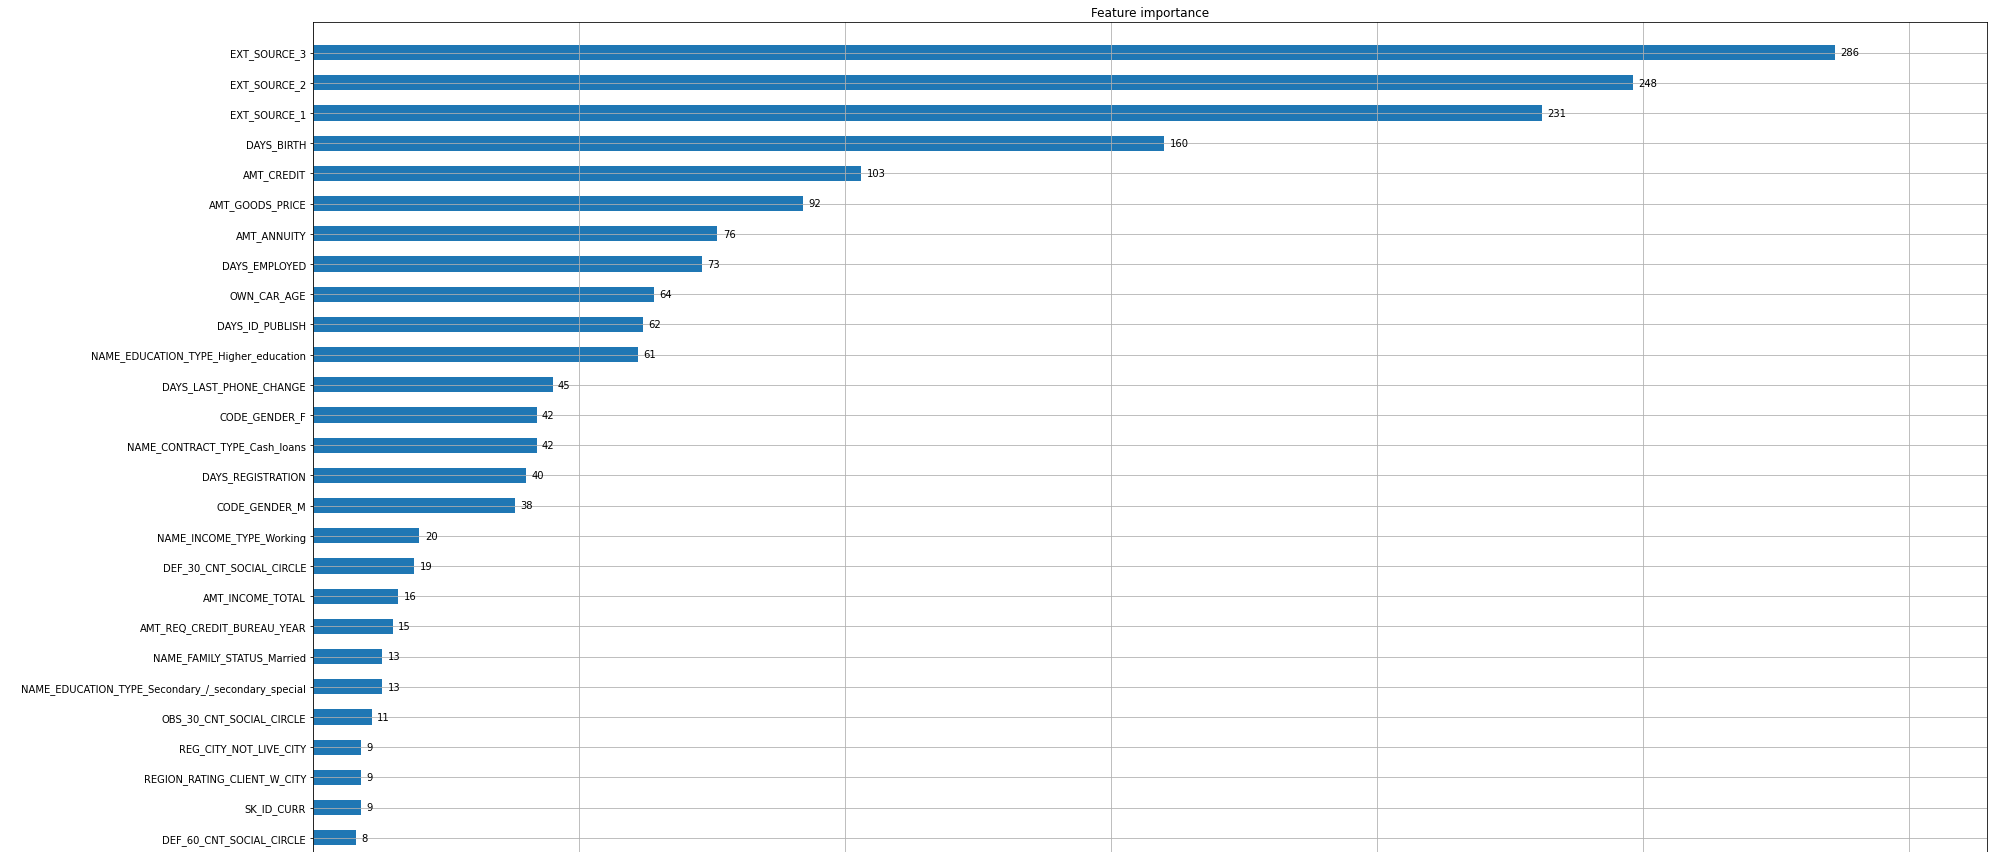 Feature importance
EXT_SOURCE_3 286
EXT_SOURCE_2 248
EXT_SOURCE_1 231
DAYS_BIRTH 160
AMT_CREDIT 103
AMT_GOODS_PRICE 92
AMT_ANNUITY 76
DAYS_EMPLOYED 73
OWN_CAR_AGE 64
DAYS_ID_PUBLISH 62
NAME_EDUCATION_TYPE_Higher_education 61
DAYS_LAST_PHONE_CHANGE 45
CODE_GENDER_F 42
NAME_CONTRACT_TYPE_Cash_loans 42
DAYS_REGISTRATION 40
CODE_GENDER_M 38
NAME_INCOME_TYPE_Working 20
DEF_30_CNT_SOCIAL_CIRCLE 19
AMT_INCOME_TOTAL 16
AMT_REQ_CREDIT_BUREAU_YEAR 15
NAME_FAMILY_STATUS_Married 13
NAME_EDUCATION_TYPE_Secondary_/_secondary_special 13
OBS_30_CNT_SOCIAL_CIRCLE 11
REG_CITY_NOT_LIVE_CITY 9
REGION_RATING_CLIENT_W_CITY 9
SK_ID_CURR 9
DEF_60_CNT_SOCIAL_CIRCLE 8